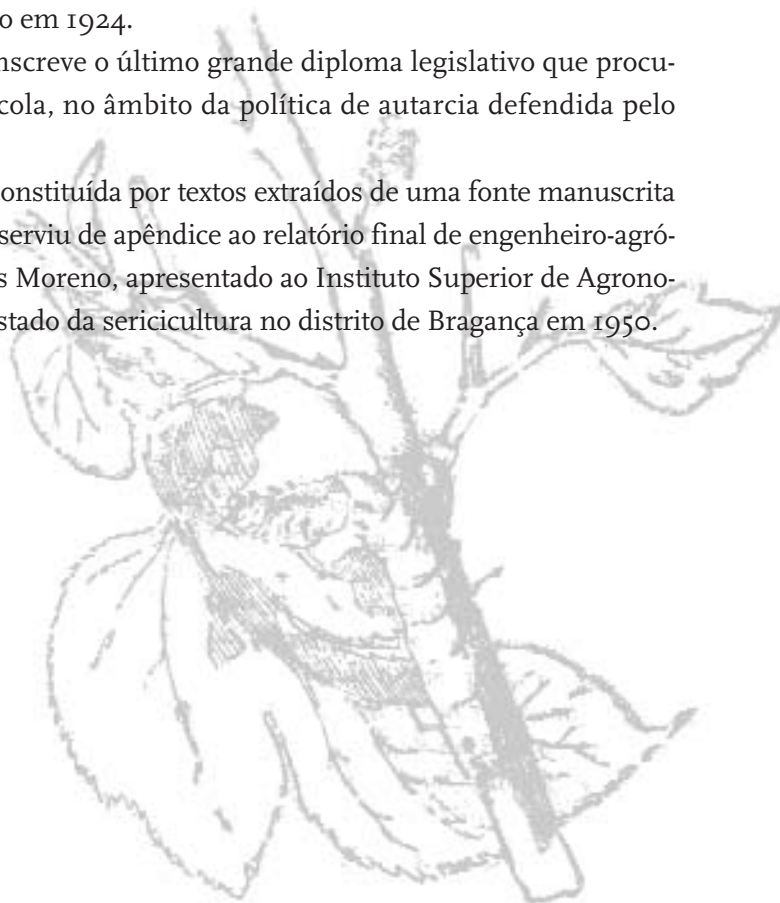 o em 1924.
nscreve o último grande diploma legislativo que procu-
cola, no âmbito da política de autarcia defendida pelo
onstituída por textos extraídos de uma fonte manuscrita
serviu de apêndice ao relatório final de engenheiro-agró-
s Moreno, apresentado ao Instituto Superior de Agrono-
stado da sericicultura no distrito de Bragança em 1950.